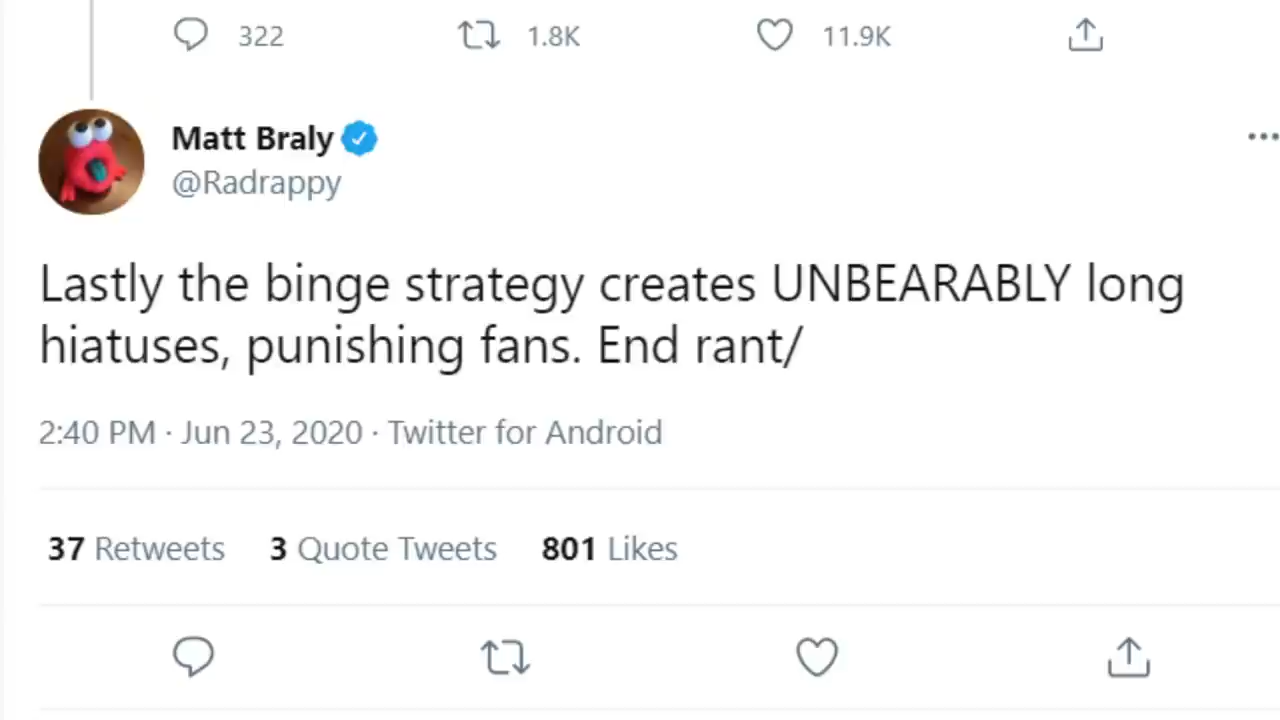 322 1.8K 11.9K
Matt Braly
@Radrappy
Lastly the binge strategy creates UNBEARABLY long
hiatuses, punishing fans. End rant/
2:40 PM · Jun 23, 2020 · Twitter for Android
37 Retweets 3 Quote Tweets 801 Likes